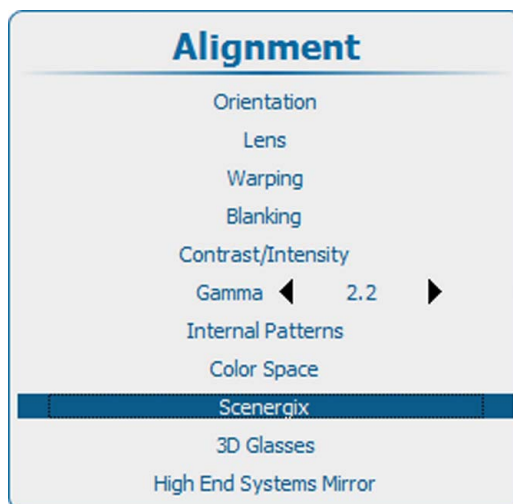 Alignment
Orientation
Lens
Warping
Blanking
Contrast/Intensity
Gamma 2.2
Internal Patterns
Color Space
Scenergix
3D Glasses
High End Systems Mirror